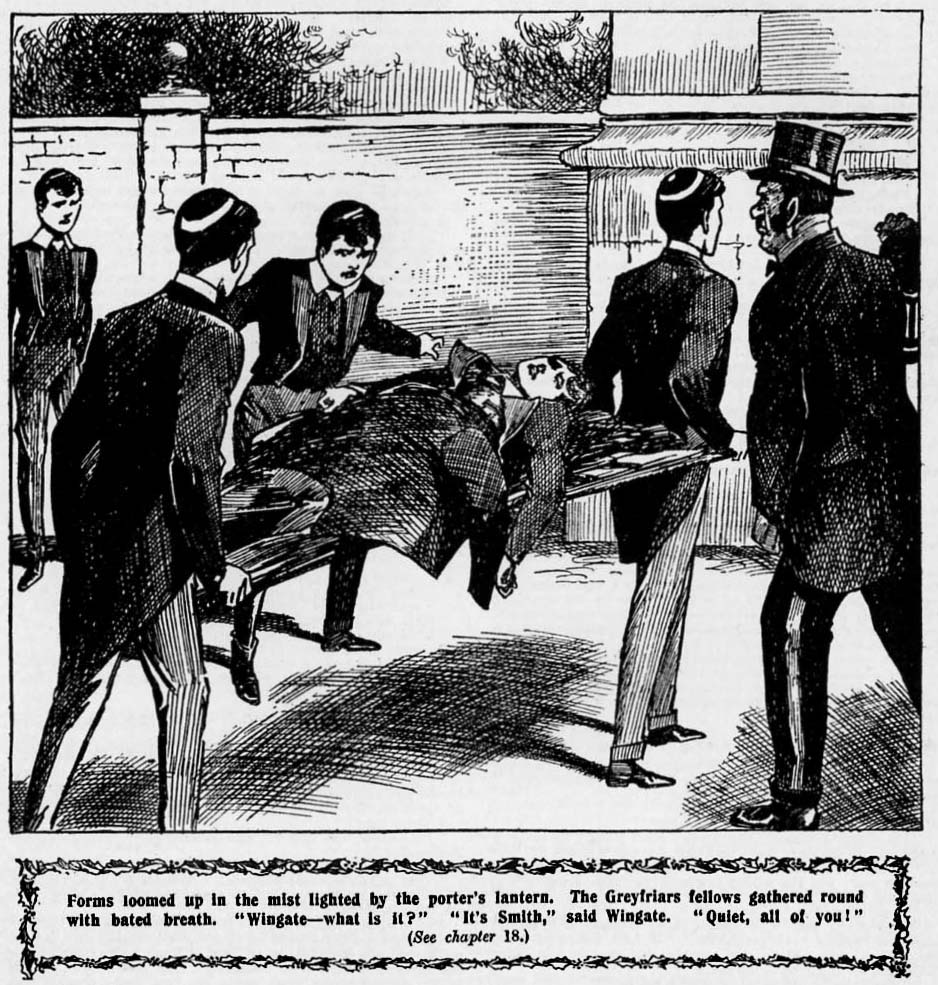 Forms loomed up in the mist lighted by the porter's lantern. The Greyfriars fellows gathered round
with bated breath. "Wingate—what is it?" "It's Smith," said Wingate. "Quiet, all of you!"
(See chapter 18.)